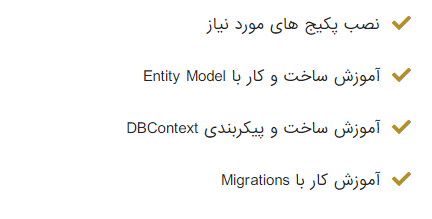 نصب پکیج های مورد نیاز
آموزش ساخت و کار با Entity Model
آموزش ساخت و پیکربندی DBContext
آموزش کار با Migrations